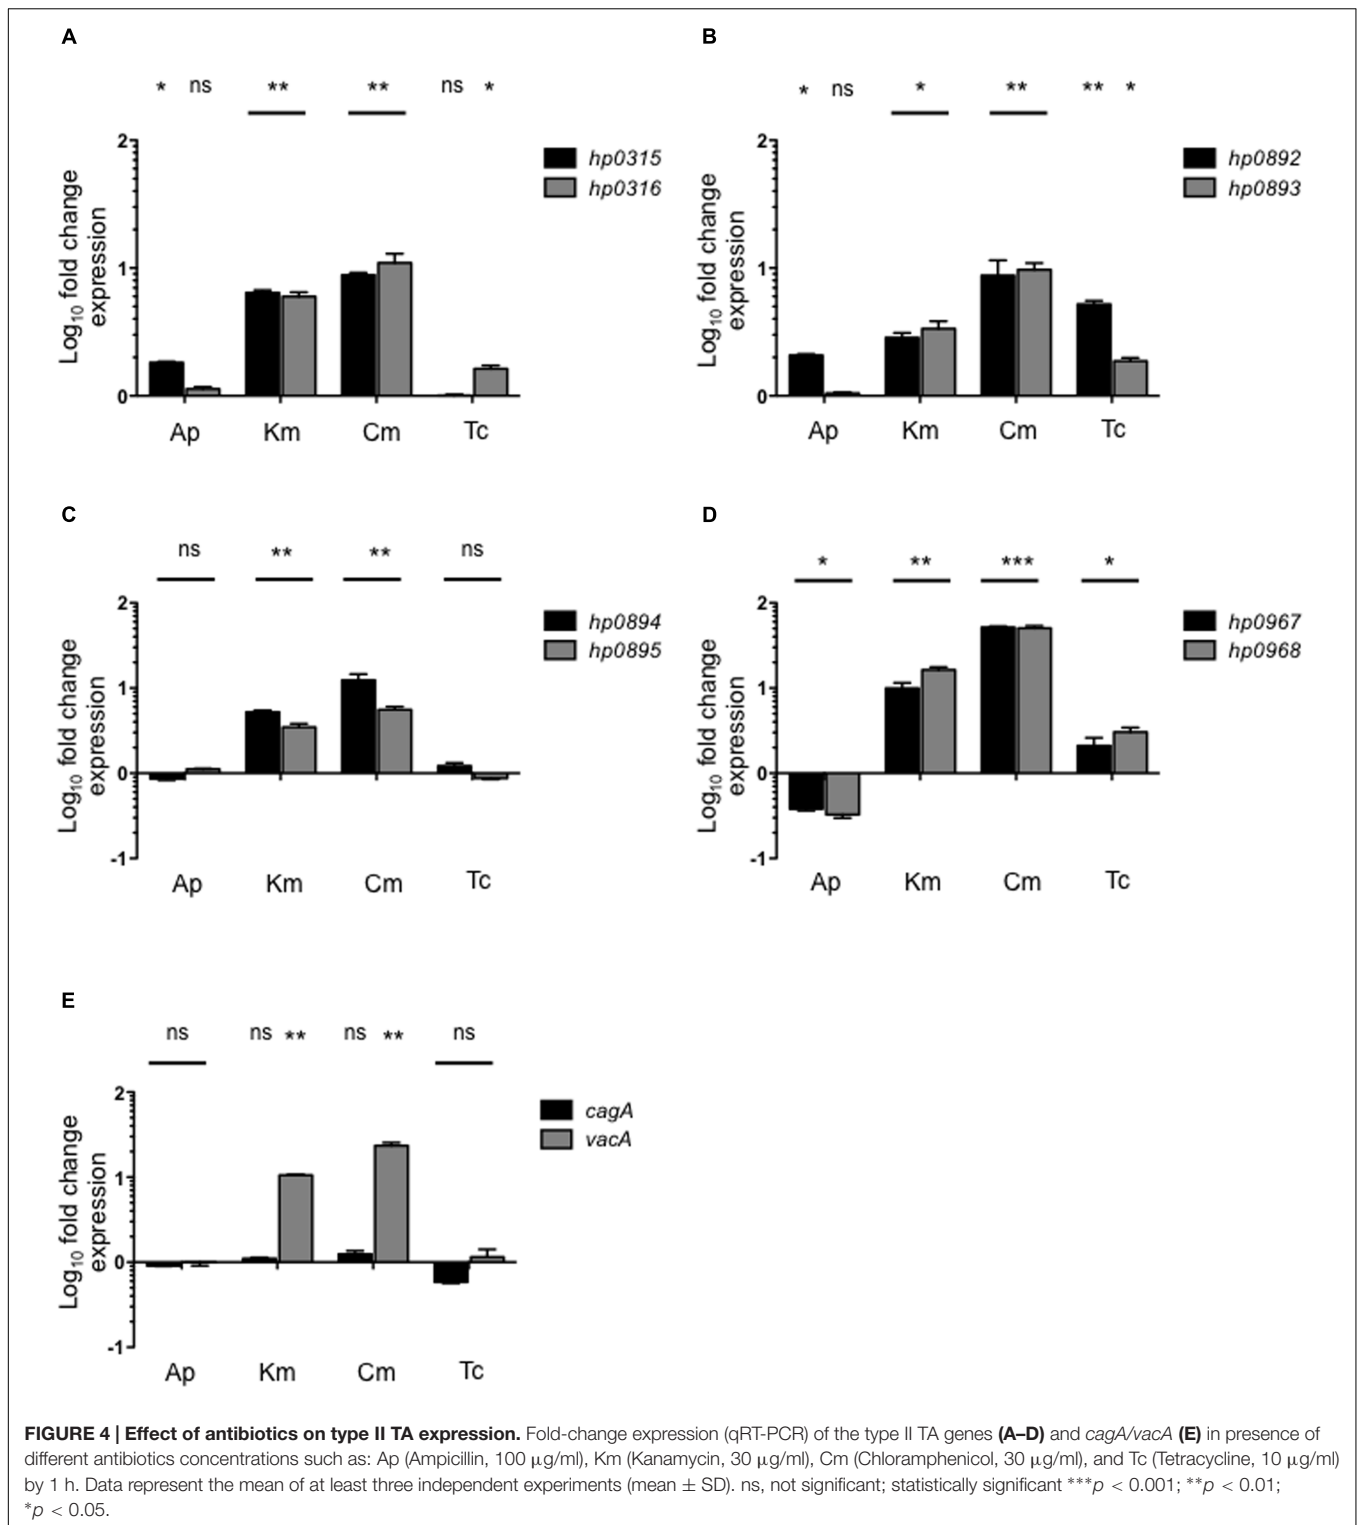 A
* ns ** ** ns *
2
1
0
Log10 fold change
expression
hp0315
hp0316
Ap Km Cm Tc
B
* ns * ** ** *
2
1
0
Log10 fold change
expression
hp0892
hp0893
Ap Km Cm Tc
C
ns ** ** ns
2
1
0
-1
Log10 fold change
expression
hp0894
hp0895
Ap Km Cm Tc
D
* ** *** *
2
1
0
-1
Log10 fold change
expression
hp0967
hp0968
Ap Km Cm Tc
E
ns ns ** ns ** ns
2
1
0
-1
Log10 fold change
expression
cagA
vacA
Ap Km Cm Tc
FIGURE 4 | Effect of antibiotics on type II TA expression. Fold-change expression (qRT-PCR) of the type II TA genes (A–D) and cagA/vacA (E) in presence of
different antibiotics concentrations such as: Ap (Ampicillin, 100 μg/ml), Km (Kanamycin, 30 μg/ml), Cm (Chloramphenicol, 30 μg/ml), and Tc (Tetracycline, 10 μg/ml)
by 1 h. Data represent the mean of at least three independent experiments (mean ± SD). ns, not significant; statistically significant ***p < 0.001; **p < 0.01;
*p < 0.05.